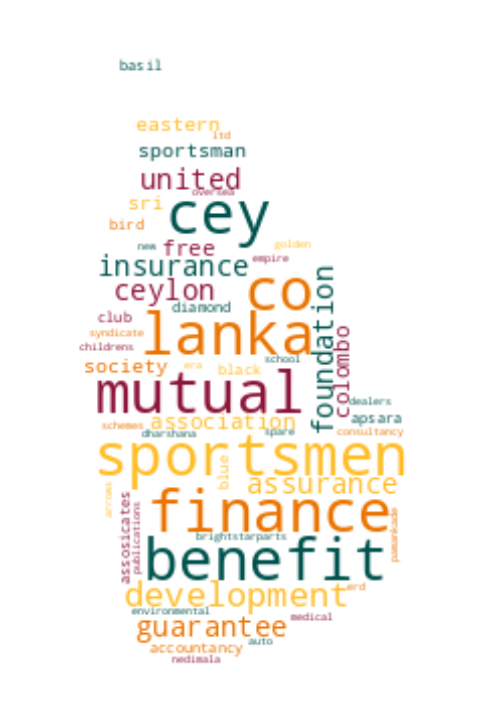 basil
eastern
ltd
sportsman
united
oversea
sri
cey
bird
new
free
golden
insurance
empire
ceylon
co
diamond
foundation
club
lanka
colombo
syndicate
childrens
school
society
era
black
mutual
dealers
schemes
association
apsara
dharshana
spare
consultancy
sportsmen
blue
assurance
arrows
assosicates
publications
finance
pamankade
brightstarparts
benefit
development
erd
environmental
medical
guarantee
auto
accountancy
nedimala